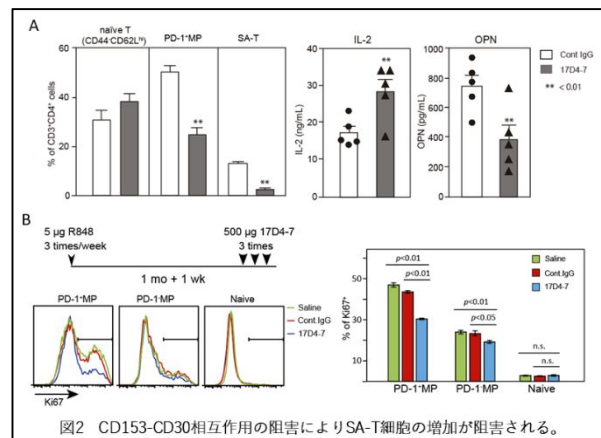 A
naïve T
(CD44⁻CD62Lʰⁱ)
PD-1⁺MP
SA-T
% of CD3⁺CD4⁺ cells
60
40
20
0
**
**
IL-2
IL-2 (ng/mL)
40
30
20
10
0
**
OPN
OPN (pg/mL)
1000
800
600
400
200
0
**
Cont IgG
17D4-7
** < 0.01
B
5 µg R848
3 times/week
500 µg 17D4-7
3 times
1 mo + 1 wk
PD-1⁺MP
PD-1⁻MP
Naive
Saline
Cont.IgG
17D4-7
Ki67
% of Ki67⁺
50
30
10
p<0.01
p<0.01
p<0.01
p<0.05
n.s.
n.s.
Saline
Cont.IgG
17D4-7
PD-1⁺MP
PD-1⁻MP
Naive
図2 CD153-CD30相互作用の阻害によりSA-T細胞の増加が阻害される。